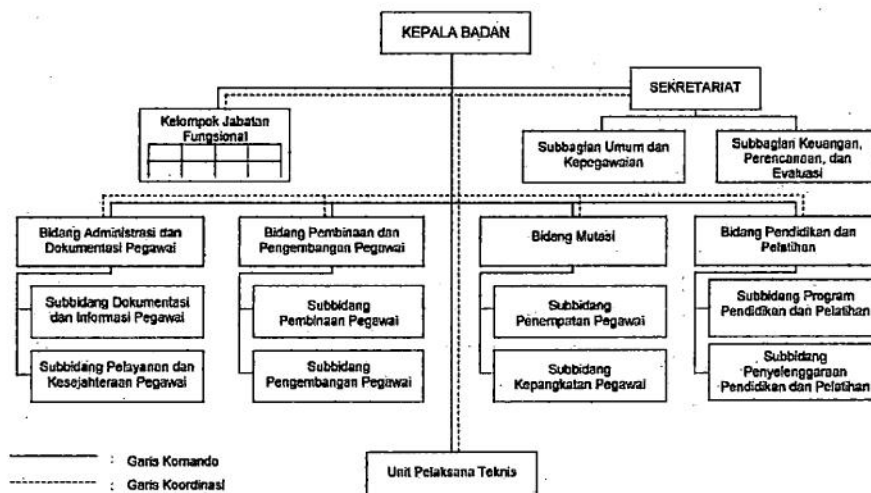 KEPALA BADAN
SEKRETARIAT
Kelompok Jabatan
Fungsional
Subbagian Umum dan
Kepegawaian
Subbagian Keuangan,
Perencanaan, dan
Evaluasi
Bidang Administrasi dan
Dokumentasi Pegawai
Bidang Pembinaan dan
Pengembangan Pegawai
Bidang Mutasi
Bidang Pendidikan dan
Pelatihan
Subbidang Dokumentasi
dan Informasi Pegawai
Subbidang
Pembinaan Pegawai
Subbidang
Penempatan Pegawai
Subbidang Program
Pendidikan dan Pelatihan
Subbidang Pelayanan dan
Kesejahteraan Pegawai
Subbidang
Pengembangan Pegawai
Subbidang
Kepangkatan Pegawai
Subbidang
Penyelenggaraan
Pendidikan dan Pelatihan
: Garis Komando
: Garis Koordinasi
Unit Pelaksana Teknis